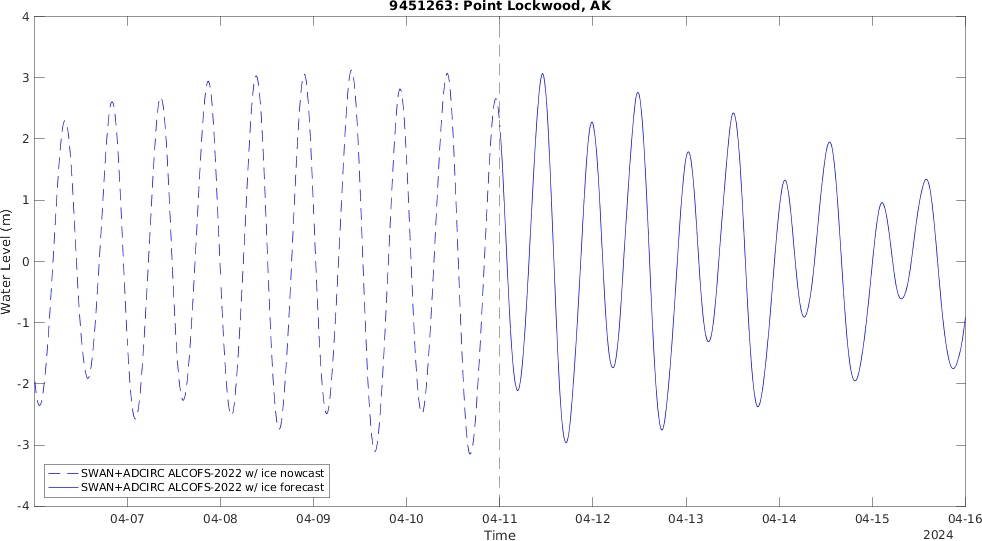 9451263: Point Lockwood, AK
4
3
2
1
0
-1
-2
-3
-4
Water Level (m)
SWAN+ADCIRC ALCOFS-2022 w/ ice nowcast
SWAN+ADCIRC ALCOFS-2022 w/ ice forecast
04-07 04-08 04-09 04-10 04-11 04-12 04-13 04-14 04-15 04-16
Time
2024